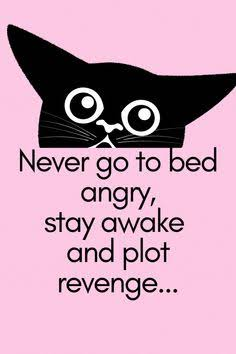 Never go to bed
angry,
stay awake
and plot
revenge...